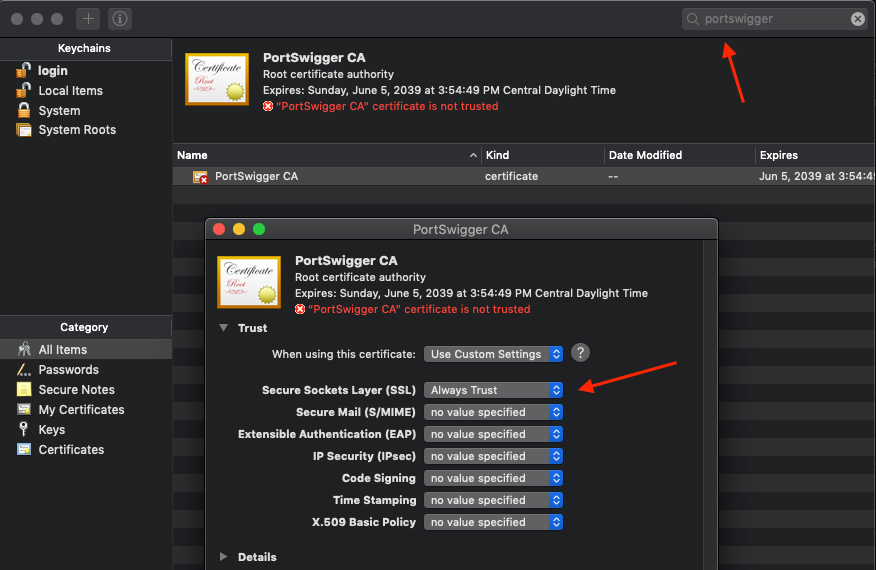 portswigger
Keychains
login
Local Items
System
System Roots
Certificate
Root
PortSwigger CA
Root certificate authority
Expires: Sunday, June 5, 2039 at 3:54:49 PM Central Daylight Time
“PortSwigger CA” certificate is not trusted
Name Kind Date Modified Expires
PortSwigger CA certificate -- Jun 5, 2039 at 3:54:4
PortSwigger CA
Certificate
Root
PortSwigger CA
Root certificate authority
Expires: Sunday, June 5, 2039 at 3:54:49 PM Central Daylight Time
“PortSwigger CA” certificate is not trusted
Trust
When using this certificate: Use Custom Settings ?
Secure Sockets Layer (SSL) Always Trust
Secure Mail (S/MIME) no value specified
Extensible Authentication (EAP) no value specified
IP Security (IPsec) no value specified
Code Signing no value specified
Time Stamping no value specified
X.509 Basic Policy no value specified
Details
Category
All Items
Passwords
Secure Notes
My Certificates
Keys
Certificates